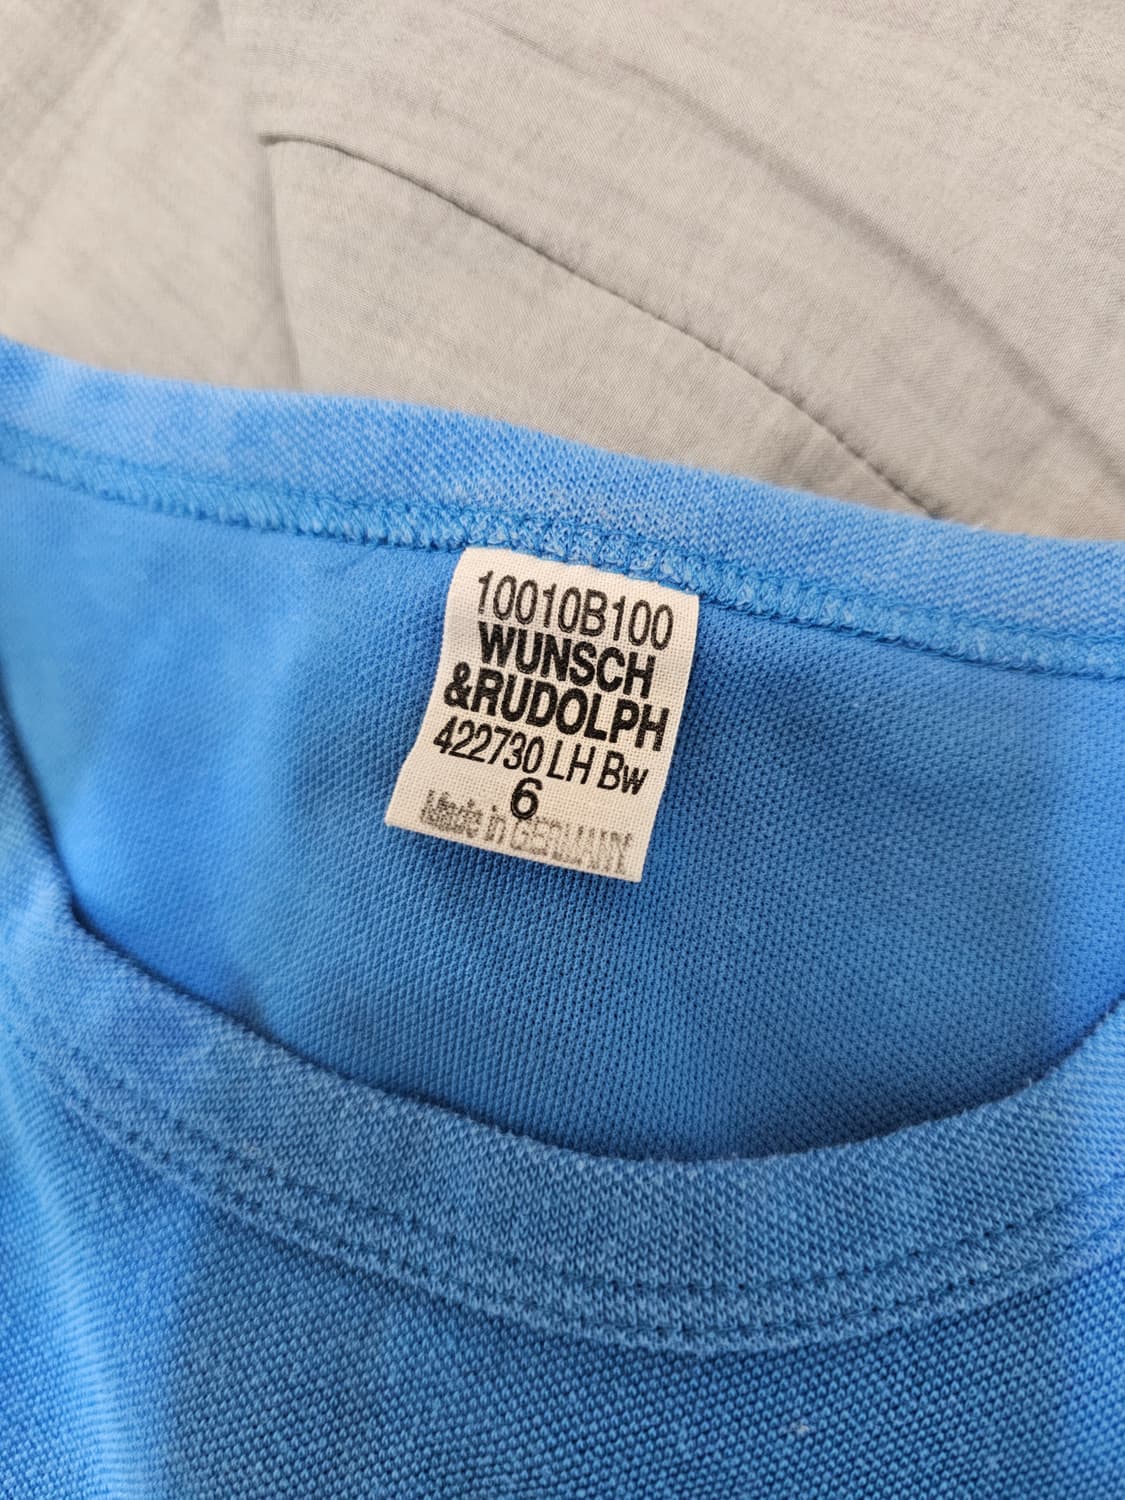 10010B100
WUNSCH
&RUDOLPH
422730 LH Bw
6
Made in GERMANY